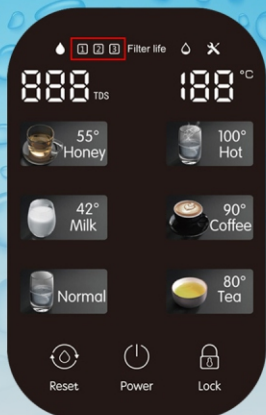 1 2 3 Filter life
888 TDS 188 °C
55° Honey
100° Hot
42° Milk
90° Coffee
Normal
80° Tea
Reset Power Lock